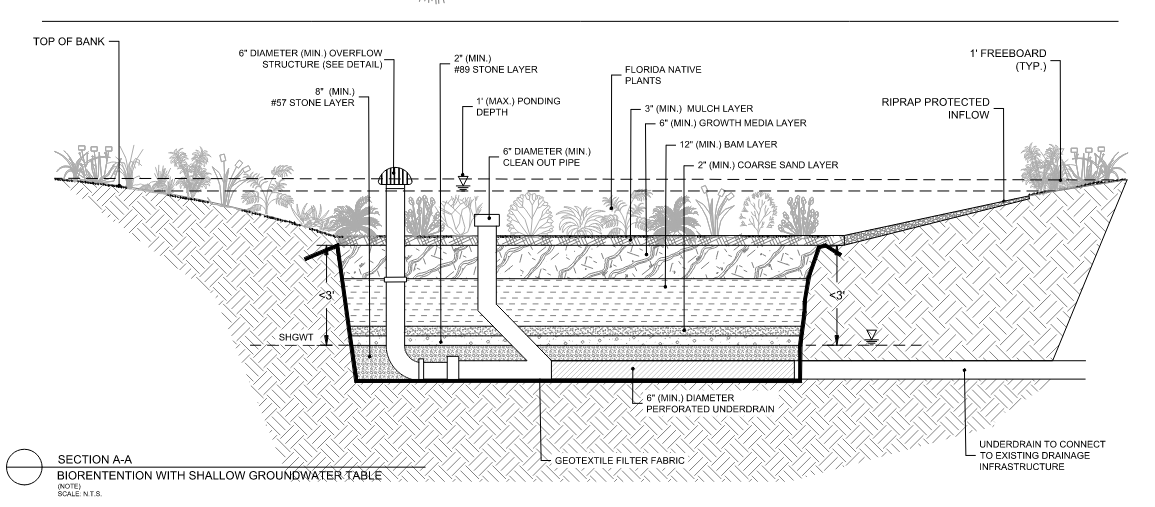 TOP OF BANK
6" DIAMETER (MIN.) OVERFLOW
STRUCTURE (SEE DETAIL)
8" (MIN.)
#57 STONE LAYER
2" (MIN.)
#89 STONE LAYER
1' (MAX.) PONDING
DEPTH
6" DIAMETER (MIN.)
CLEAN OUT PIPE
FLORIDA NATIVE
PLANTS
3" (MIN.) MULCH LAYER
6" (MIN.) GROWTH MEDIA LAYER
12" (MIN.) BAM LAYER
2" (MIN.) COARSE SAND LAYER
1' FREEBOARD
(TYP.)
RIPRAP PROTECTED
INFLOW
<3'
<3'
SHGWT
6" (MIN.) DIAMETER
PERFORATED UNDERDRAIN
GEOTEXTILE FILTER FABRIC
UNDERDRAIN TO CONNECT
TO EXISTING DRAINAGE
INFRASTRUCTURE
SECTION A-A
BIORENTENTION WITH SHALLOW GROUNDWATER TABLE
(NOTE)
SCALE: N.T.S.